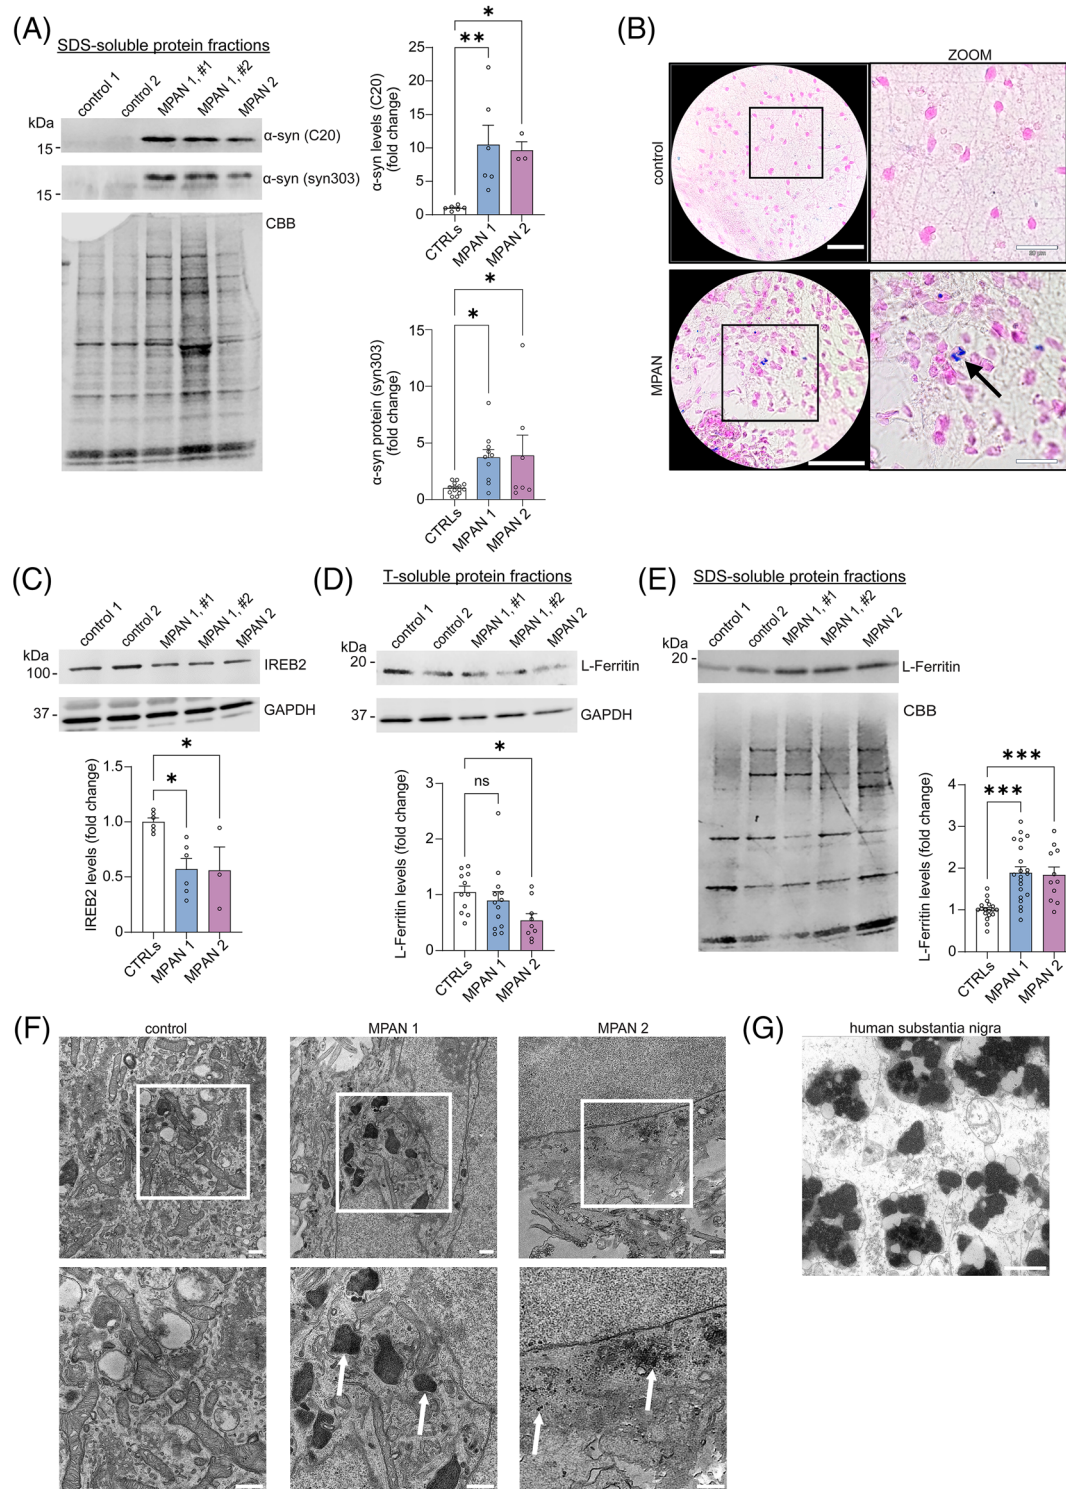 (A)
SDS-soluble protein fractions
control 1
control 2
MPAN 1, #1
MPAN 1, #2
MPAN 2
kDa
15
α-syn (C20)
15
α-syn (syn303)
CBB
α-syn levels (C20)
(fold change)
25
20
15
10
5
0
**
*
CTRLs
MPAN 1
MPAN 2
α-syn protein (syn303)
(fold change)
15
10
5
0
*
*
CTRLs
MPAN 1
MPAN 2
(B)
ZOOM
control
MPAN
(C)
control 1
control 2
MPAN 1, #1
MPAN 1, #2
MPAN 2
kDa
100
IREB2
37
GAPDH
IREB2 levels (fold change)
1.5
1.0
0.5
0
*
*
CTRLs
MPAN 1
MPAN 2
(D)
T-soluble protein fractions
control 1
control 2
MPAN 1, #1
MPAN 1, #2
MPAN 2
kDa
20
L-Ferritin
37
GAPDH
L-Ferritin levels (fold change)
3
2
1
0
ns
*
CTRLs
MPAN 1
MPAN 2
(E)
SDS-soluble protein fractions
control 1
control 2
MPAN 1, #1
MPAN 1, #2
MPAN 2
kDa
20
L-Ferritin
CBB
L-Ferritin levels (fold change)
4
3
2
1
0
***
***
CTRLs
MPAN 1
MPAN 2
(F)
control
MPAN 1
MPAN 2
(G)
human substantia nigra